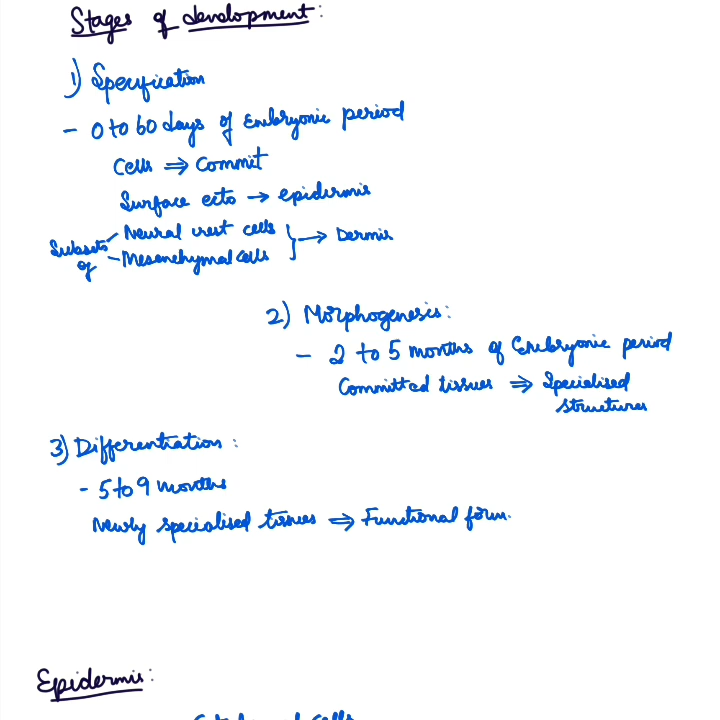 Stages of development:
1) Specification
- 0 to 60 days of Embryonic period
Cells ⇒ Commit
Surface ecto → epidermis
Subsets of - Neural crest cells
- Mesenchymal cells } → Dermis
2) Morphogenesis:
- 2 to 5 months of Embryonic period
Committed tissues ⇒ Specialised
structures
3) Differentiation:
- 5 to 9 months
Newly specialised tissues ⇒ Functional form.
Epidermis: